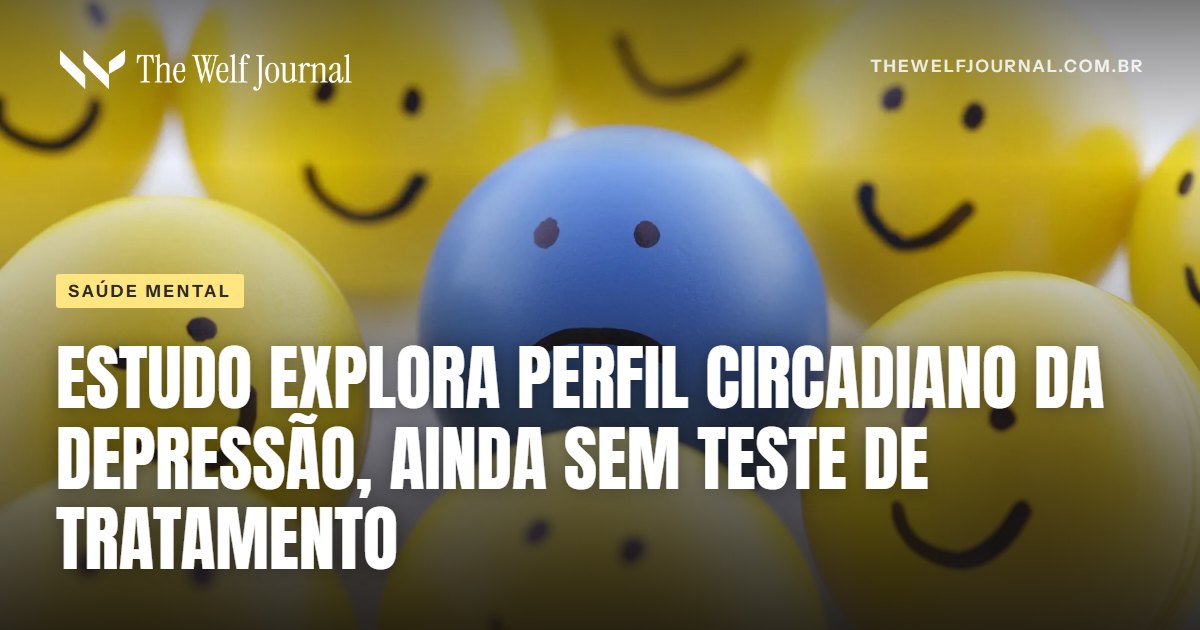 The Welf Journal
THEWELFJOURNAL.COM.BR
SAÚDE MENTAL
ESTUDO EXPLORA PERFIL CIRCADIANO DA
DEPRESSÃO, AINDA SEM TESTE DE
TRATAMENTO